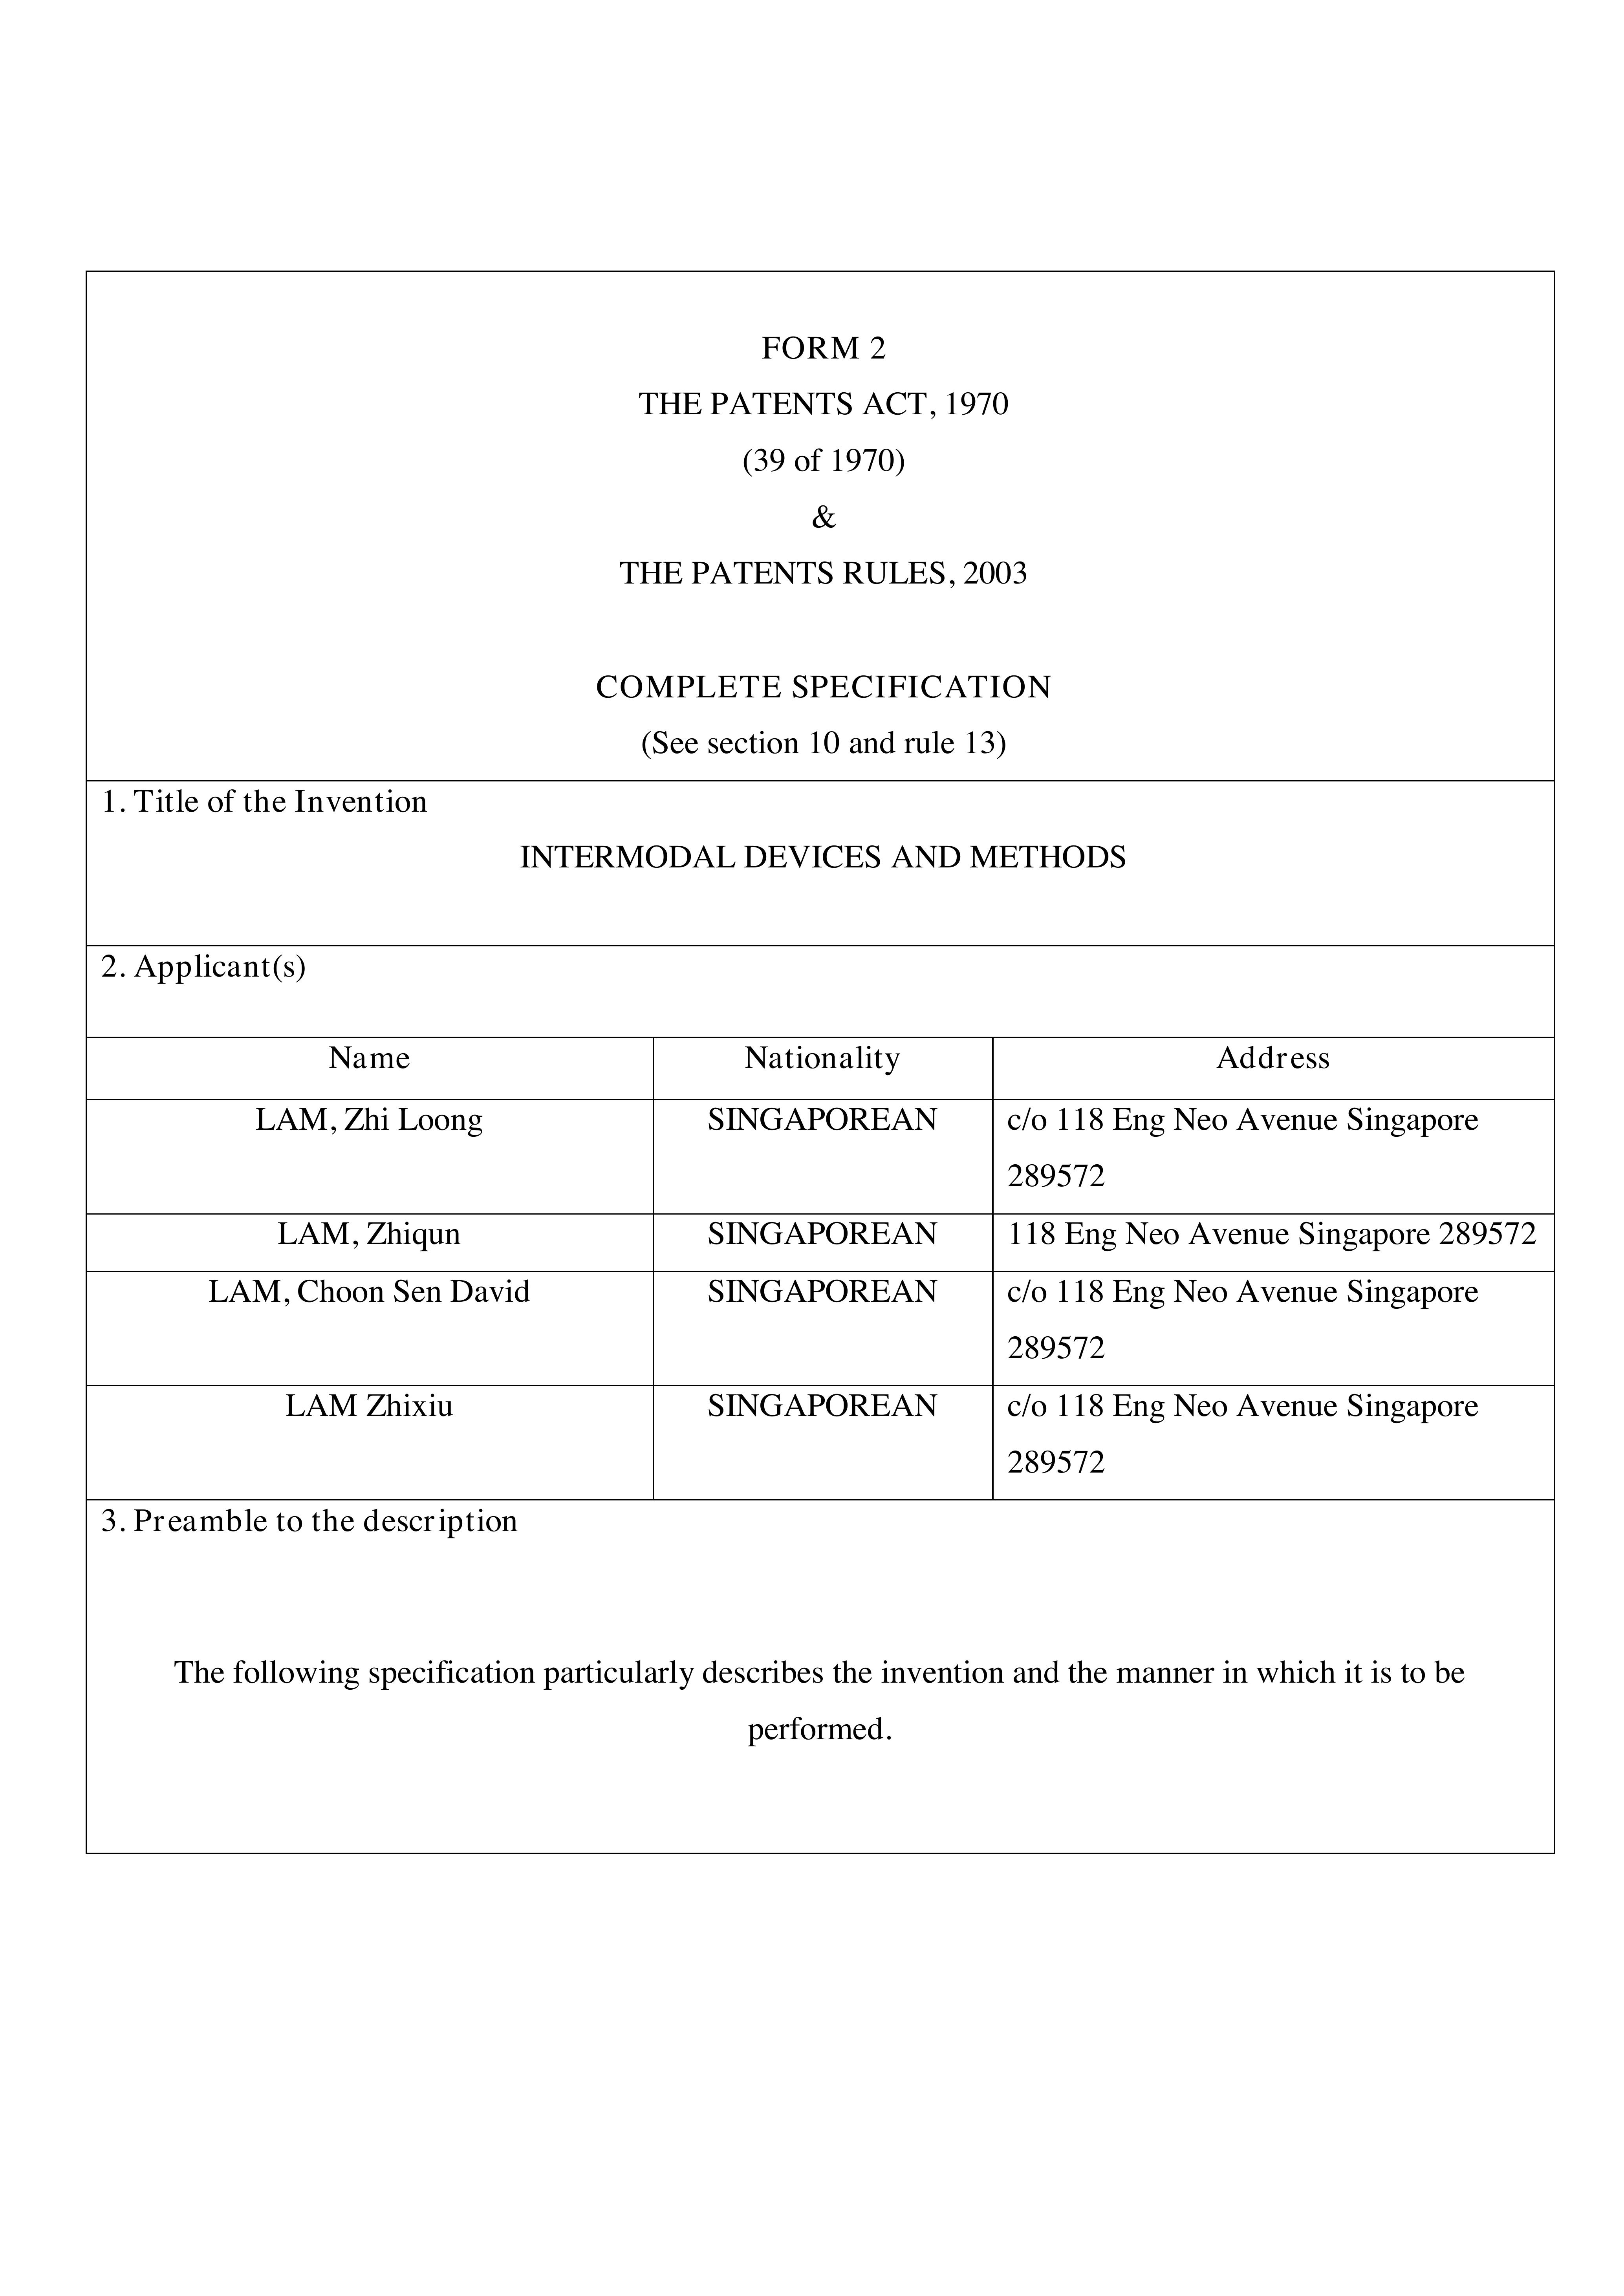 FORM 2
THE PATENTS ACT, 1970
(39 of 1970)
&
THE PATENTS RULES, 2003
COMPLETE SPECIFICATION
(See section 10 and rule 13)
1. Title of the Invention
INTERMODAL DEVICES AND METHODS
2. Applicant(s)
Name Nationality Address
LAM, Zhi Loong SINGAPOREAN c/o 118 Eng Neo Avenue Singapore
289572
LAM, Zhiqun SINGAPOREAN 118 Eng Neo Avenue Singapore 289572
LAM, Choon Sen David SINGAPOREAN c/o 118 Eng Neo Avenue Singapore
289572
LAM Zhixiu SINGAPOREAN c/o 118 Eng Neo Avenue Singapore
289572
3. Preamble to the description
The following specification particularly describes the invention and the manner in which it is to be
performed.